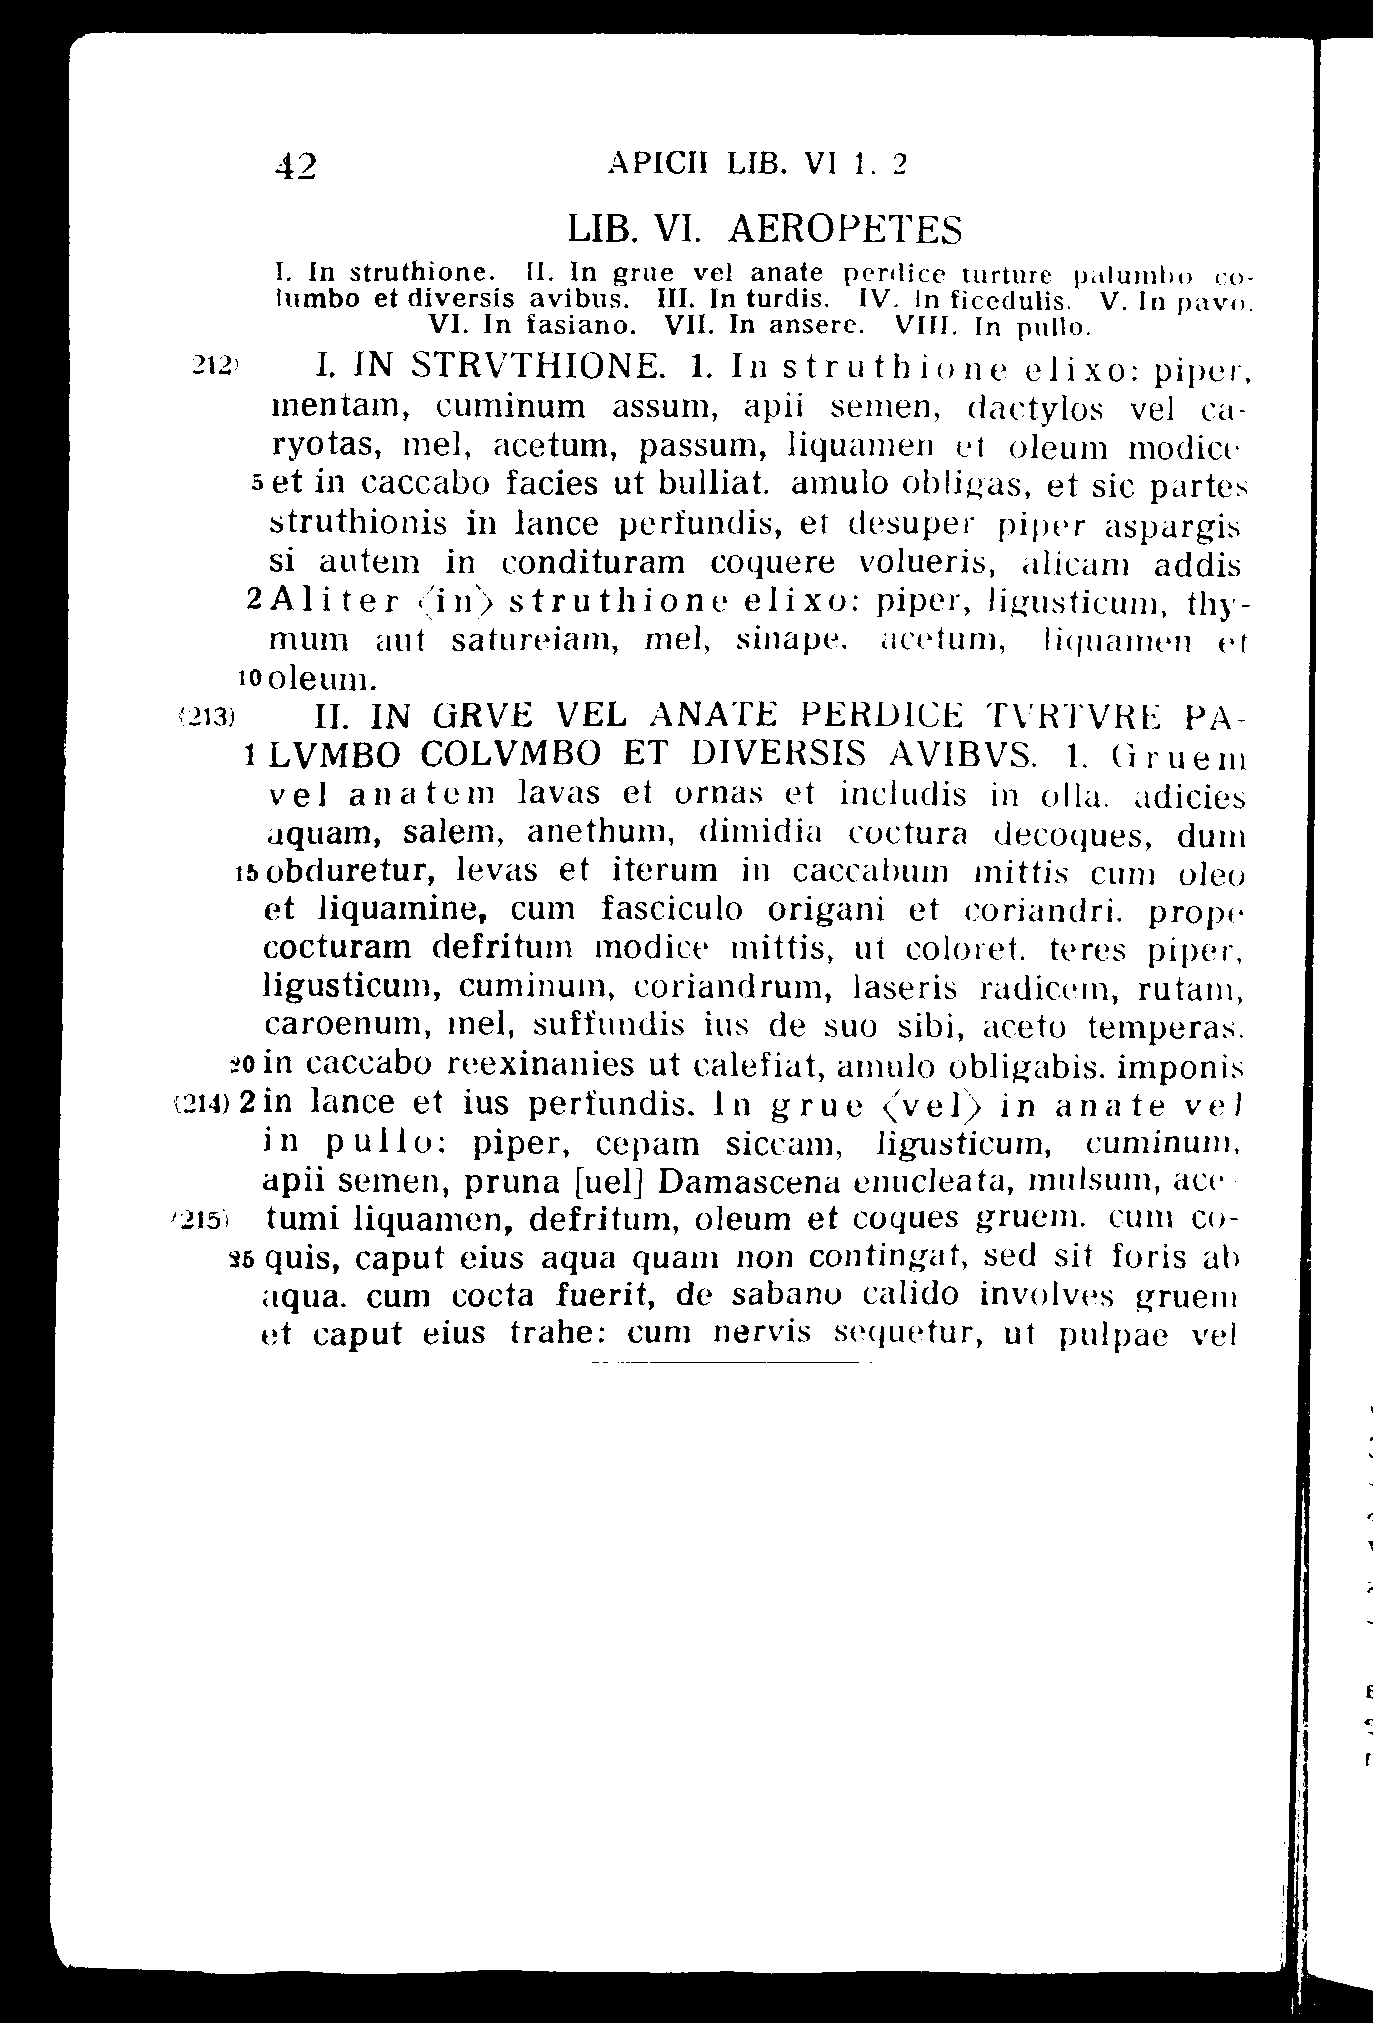 42 APICII LIB. VI 1. 2
LIB. VI. AEROPETES
I. In struthione. II. In grue vel anate perdice turture palumbo co-
lumbo et diversis avibus. III. In turdis. IV. In ficedulis. V. In pavo.
VI. In fasiano. VII. In ansere. VIII. In pullo.
212) I. IN STRVTHIONE. 1. In struthione elixo: piper,
mentam, cuminum assum, apii semen, dactylos vel ca-
ryotas, mel, acetum, passum, liquamen et oleum modice
5 et in caccabo facies ut bulliat. amulo obligas, et sic partes
struthionis in lance perfundis, et desuper piper aspargis
si autem in condituram coquere volueris, alicam addis
2 Aliter ⟨in⟩ struthione elixo: piper, ligusticum, thy-
mum aut satureiam, mel, sinape. acetum, liquamen et
10 oleum.
(213) II. IN GRVE VEL ANATE PERDICE TVRTVRE PA-
1 LVMBO COLVMBO ET DIVERSIS AVIBVS. 1. Gruem
vel anatem lavas et ornas et includis in olla. adicies
aquam, salem, anethum, dimidia coctura decoques, dum
15 obduretur, levas et iterum in caccabum mittis cum oleo
et liquamine, cum fasciculo origani et coriandri. prope
cocturam defritum modice mittis, ut coloret. teres piper,
ligusticum, cuminum, coriandrum, laseris radicem, rutam,
caroenum, mel, suffundis ius de suo sibi, aceto temperas.
20 in caccabo reexinanies ut calefiat, amulo obligabis. imponis
(214) 2 in lance et ius perfundis. In grue ⟨vel⟩ in anate vel
in pullo: piper, cepam siccam, ligusticum, cuminum,
apii semen, pruna [uel] Damascena enucleata, mulsum, ace
(215) tum, liquamen, defritum, oleum et coques gruem. cum co-
25 quis, caput eius aqua quam non contingat, sed sit foris ab
aqua. cum cocta fuerit, de sabano calido involves gruem
et caput eius trahe: cum nervis sequetur, ut pulpae vel